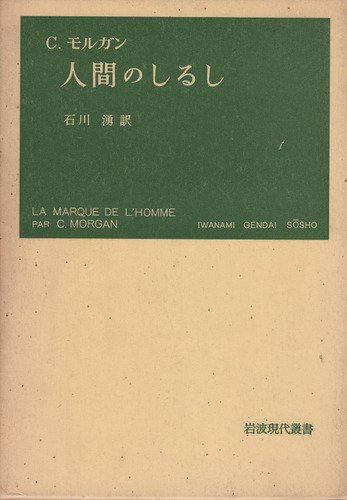 C. モルガン
人間のしるし
石川 湧 訳
LA MARQUE DE L'HOMME
PAR C. MORGAN
IWANAMI GENDAI SŌSHO
岩波現代叢書